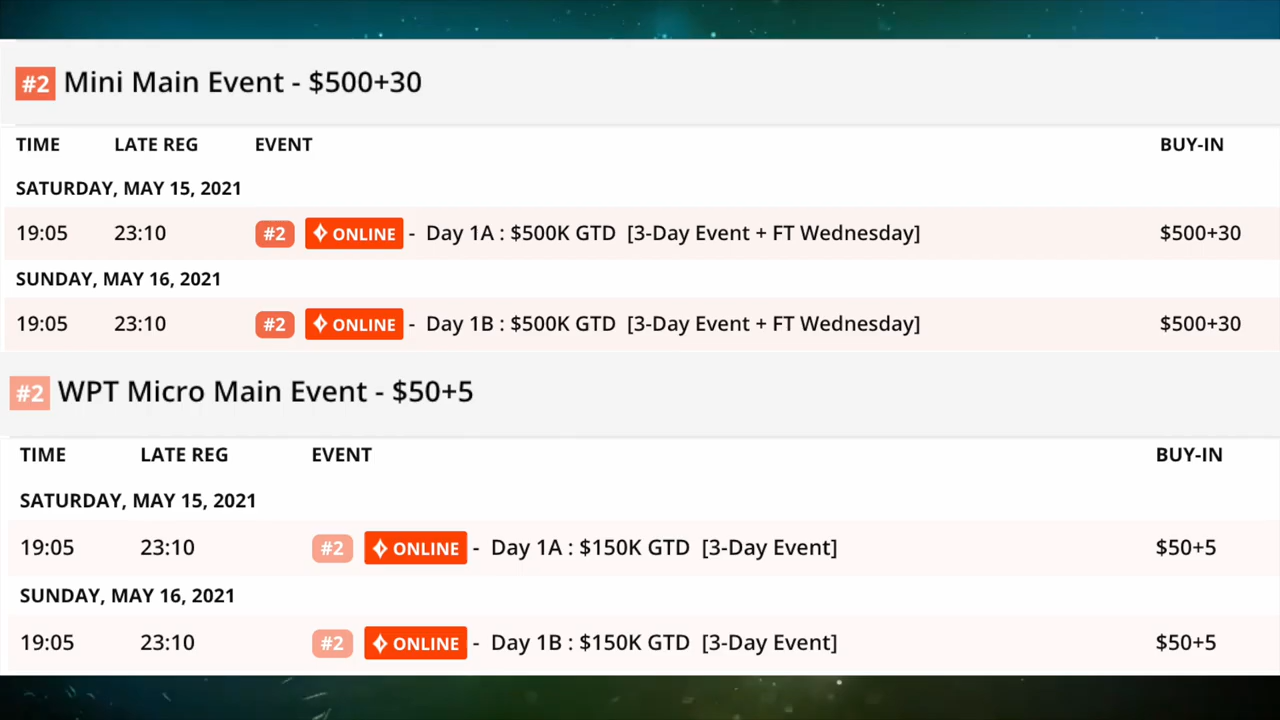 #2 Mini Main Event - $500+30
TIME LATE REG EVENT BUY-IN
SATURDAY, MAY 15, 2021
19:05 23:10 #2 ONLINE - Day 1A : $500K GTD [3-Day Event + FT Wednesday] $500+30
SUNDAY, MAY 16, 2021
19:05 23:10 #2 ONLINE - Day 1B : $500K GTD [3-Day Event + FT Wednesday] $500+30
#2 WPT Micro Main Event - $50+5
TIME LATE REG EVENT BUY-IN
SATURDAY, MAY 15, 2021
19:05 23:10 #2 ONLINE - Day 1A : $150K GTD [3-Day Event] $50+5
SUNDAY, MAY 16, 2021
19:05 23:10 #2 ONLINE - Day 1B : $150K GTD [3-Day Event] $50+5